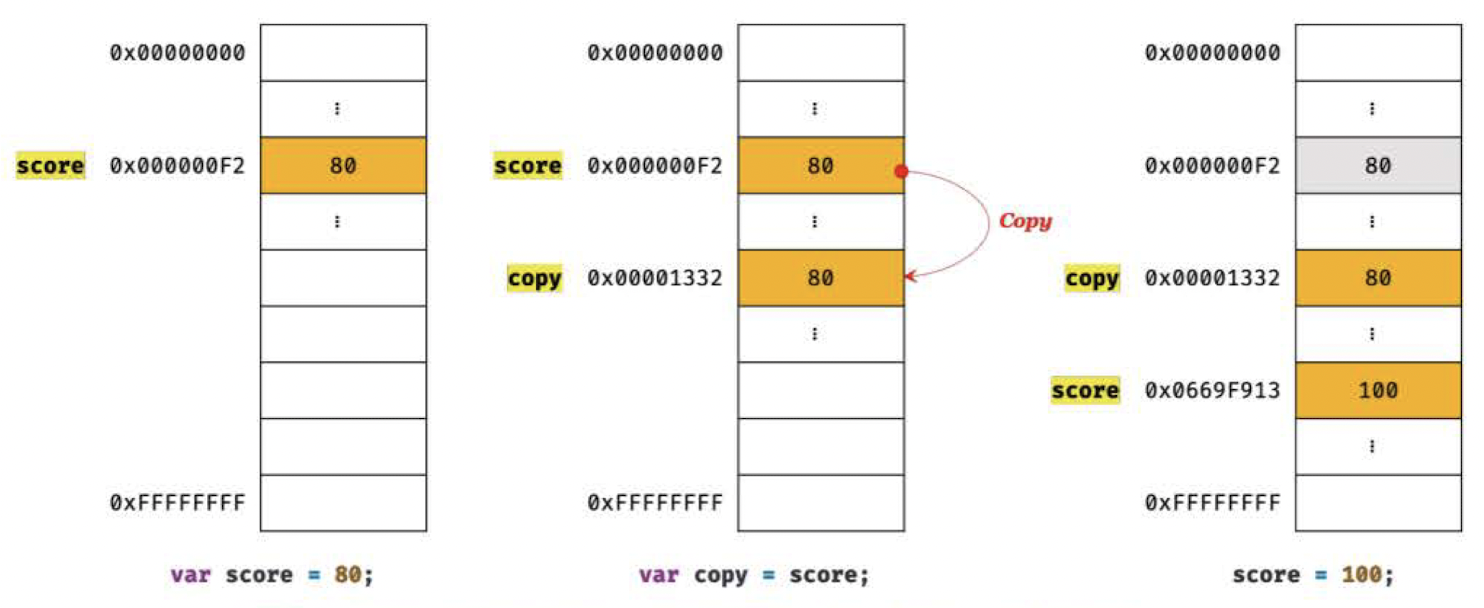 0x00000000
⋮
score 0x000000F2 80
⋮
0xFFFFFFFF
var score = 80;
0x00000000
⋮
score 0x000000F2 80
⋮
Copy
copy 0x00001332 80
⋮
0xFFFFFFFF
var copy = score;
0x00000000
⋮
0x000000F2 80
⋮
copy 0x00001332 80
⋮
score 0x0669F913 100
⋮
0xFFFFFFFF
score = 100;